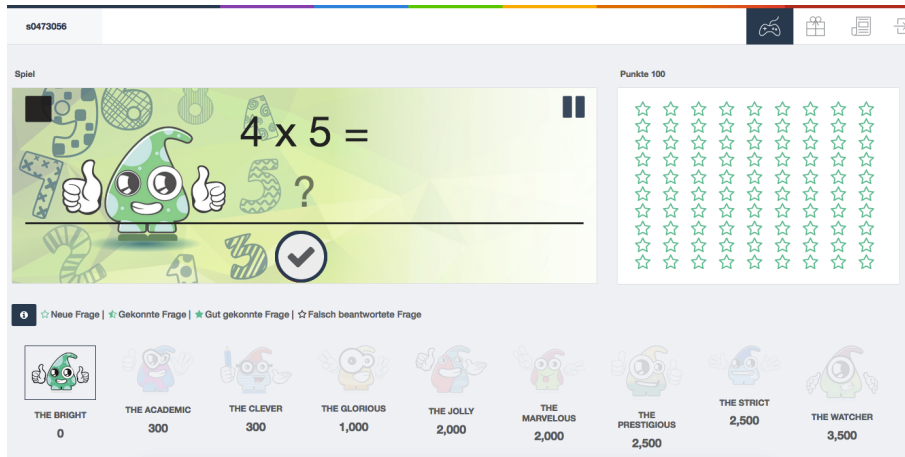 s0473056
Spiel
Punkte 100
4 x 5 =
?
Neue Frage | Gekonnte Frage | Gut gekonnte Frage | Falsch beantwortete Frage
THE BRIGHT
0
THE ACADEMIC
300
THE CLEVER
300
THE GLORIOUS
1,000
THE JOLLY
2,000
THE
MARVELOUS
2,000
THE
PRESTIGIOUS
2,500
THE STRICT
2,500
THE WATCHER
3,500